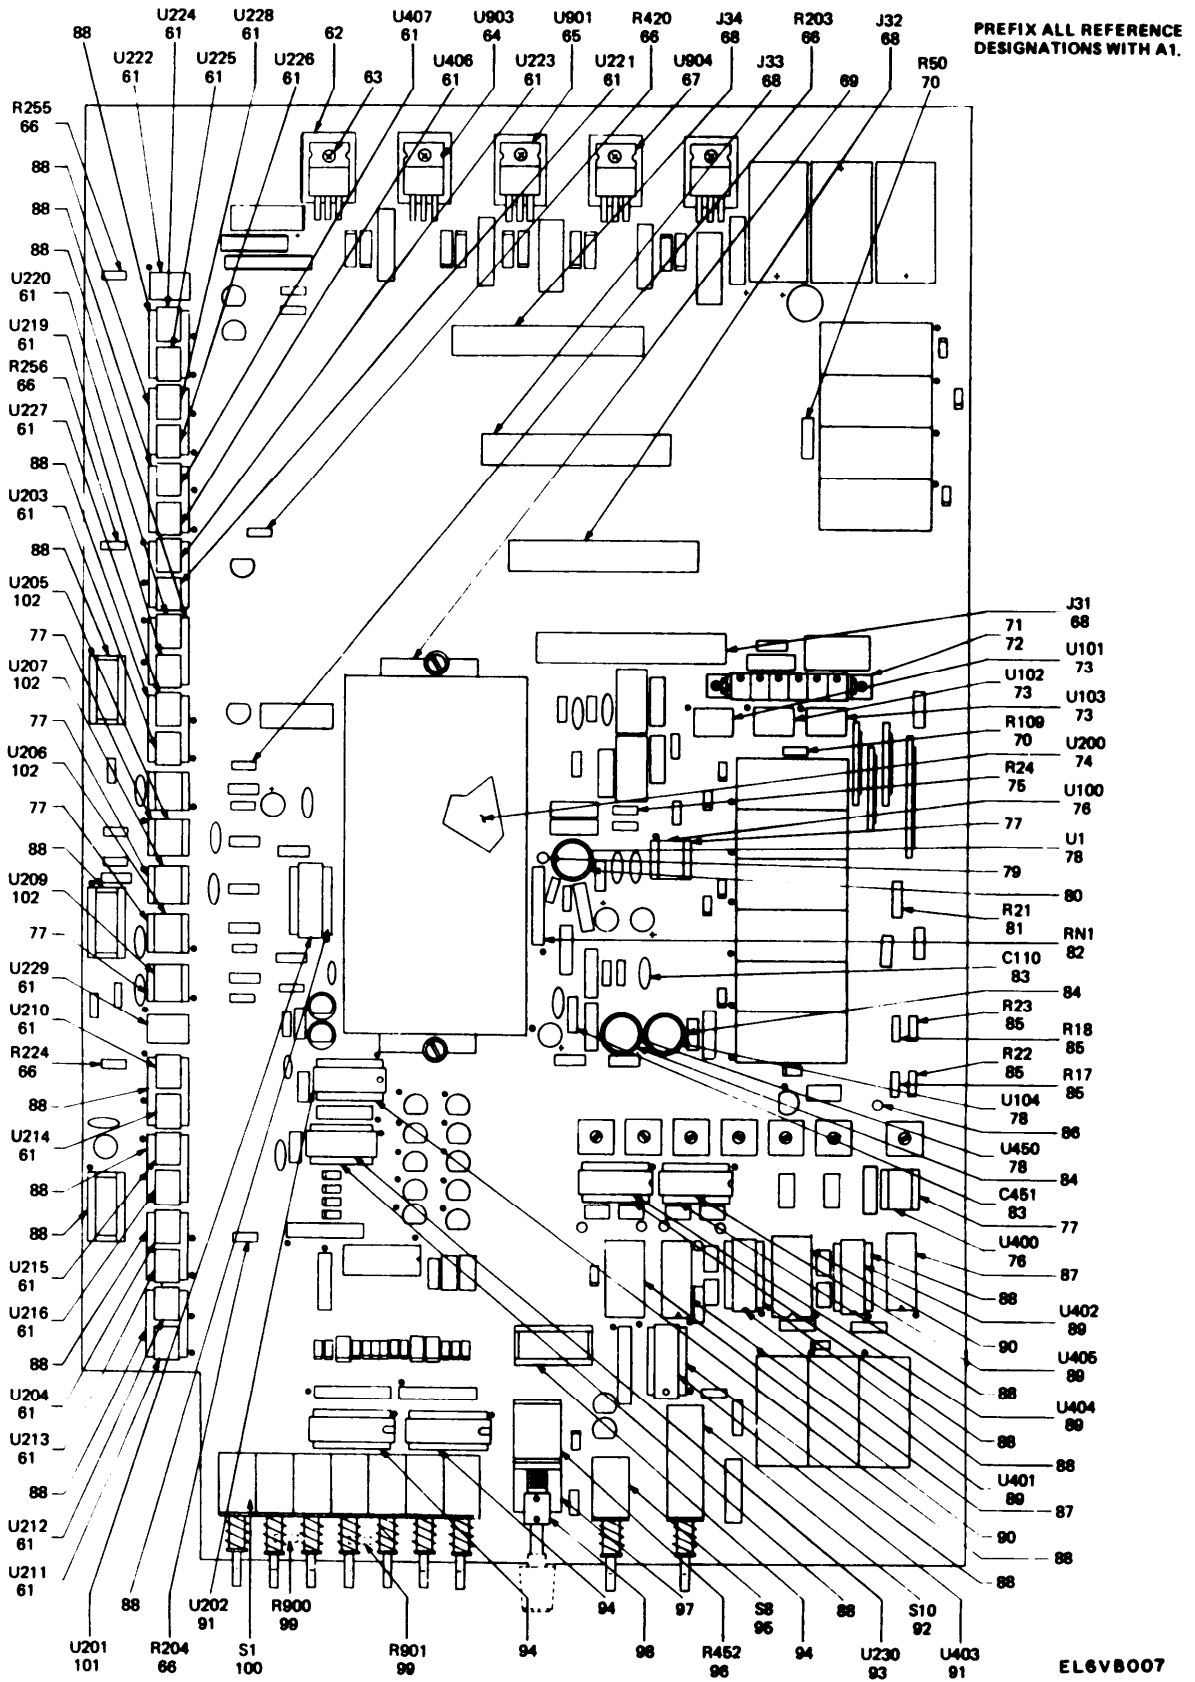 PREFIX ALL REFERENCE
DESIGNATIONS WITH A1.
88
U222
61
U224
61
U225
61
U228
61
U226
61
62
63
U407
61
U406
61
U903
64
U223
61
U901
65
U221
61
R420
66
U904
67
J34
68
J33
68
R203
66
69
J32
68
R50
70
R255
66
88
88
88
U220
61
U219
61
R256
66
U227
61
88
U203
61
88
U205
102
77
U207
102
77
U206
102
77
88
U209
102
77
U229
61
U210
61
R224
66
88
U214
61
88
88
U215
61
U216
61
88
U204
61
U213
61
88
U212
61
U211
61
J31
68
71
72
U101
73
U102
73
U103
73
R109
70
U200
74
R24
75
U100
76
77
U1
78
79
80
R21
81
RN1
82
C110
83
84
R23
85
R18
85
R22
85
R17
85
U104
78
86
U450
78
84
C451
83
77
U400
76
87
88
U402
89
90
U405
89
88
U404
89
88
88
U401
89
87
90
88
88
U201
101
88
R204
66
U202
91
S1
100
R900
99
R901
99
94
94
98
97
R452
96
S8
95
94
88
U230
93
S10
92
U403
91
EL6VB007